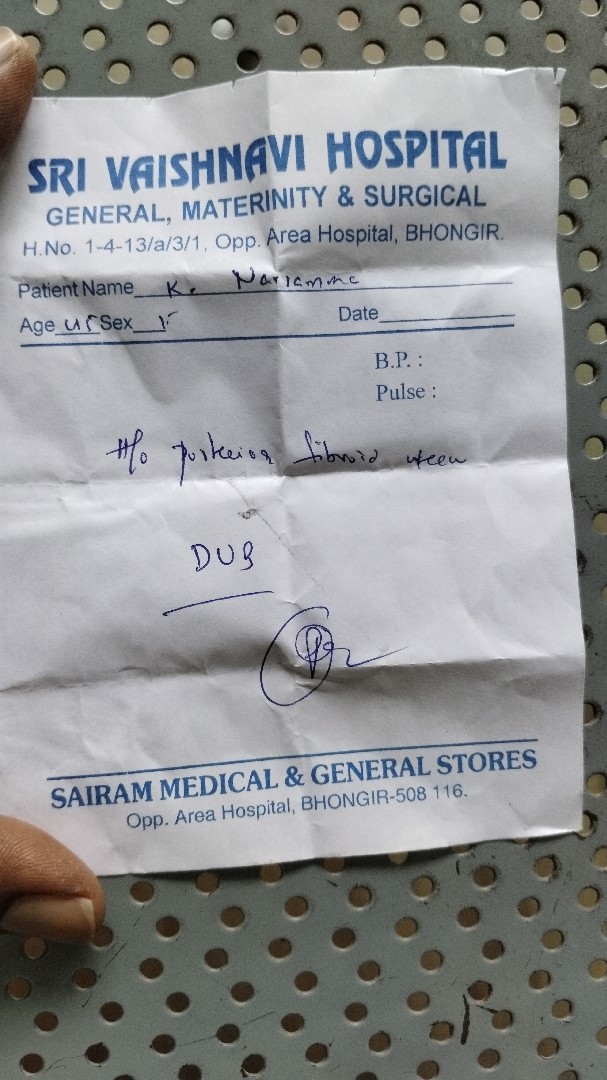 SRI VAISHNAVI HOSPITAL
GENERAL, MATERINITY & SURGICAL
H.No. 1-4-13/a/3/1, Opp. Area Hospital, BHONGIR.
Patient Name K.
Age 45 Sex F Date
B.P. :
Pulse :
H/o posterior fibroid uterus
DUB
SAIRAM MEDICAL & GENERAL STORES
Opp. Area Hospital, BHONGIR-508 116.